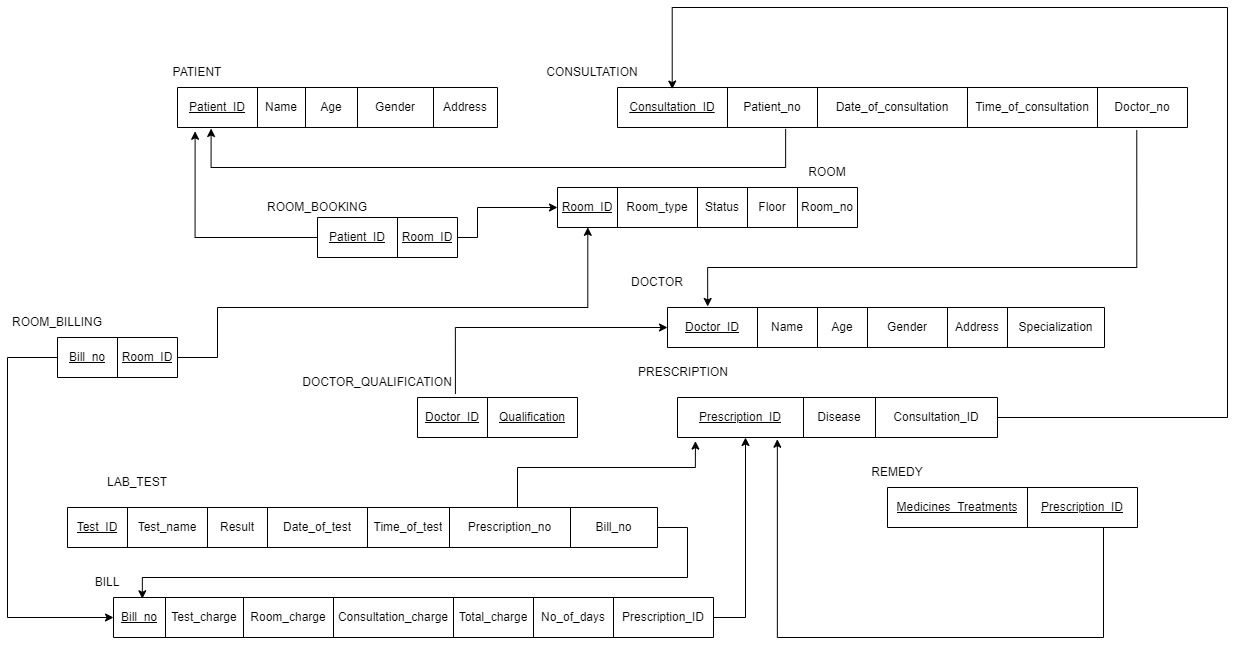 PATIENT
Patient_ID Name Age Gender Address
CONSULTATION
Consultation_ID Patient_no Date_of_consultation Time_of_consultation Doctor_no
ROOM
Room_ID Room_type Status Floor Room_no
ROOM_BOOKING
Patient_ID Room_ID
DOCTOR
Doctor_ID Name Age Gender Address Specialization
ROOM_BILLING
Bill_no Room_ID
DOCTOR_QUALIFICATION
Doctor_ID Qualification
PRESCRIPTION
Prescription_ID Disease Consultation_ID
REMEDY
Medicines_Treatments Prescription_ID
LAB_TEST
Test_ID Test_name Result Date_of_test Time_of_test Prescription_no Bill_no
BILL
Bill_no Test_charge Room_charge Consultation_charge Total_charge No_of_days Prescription_ID